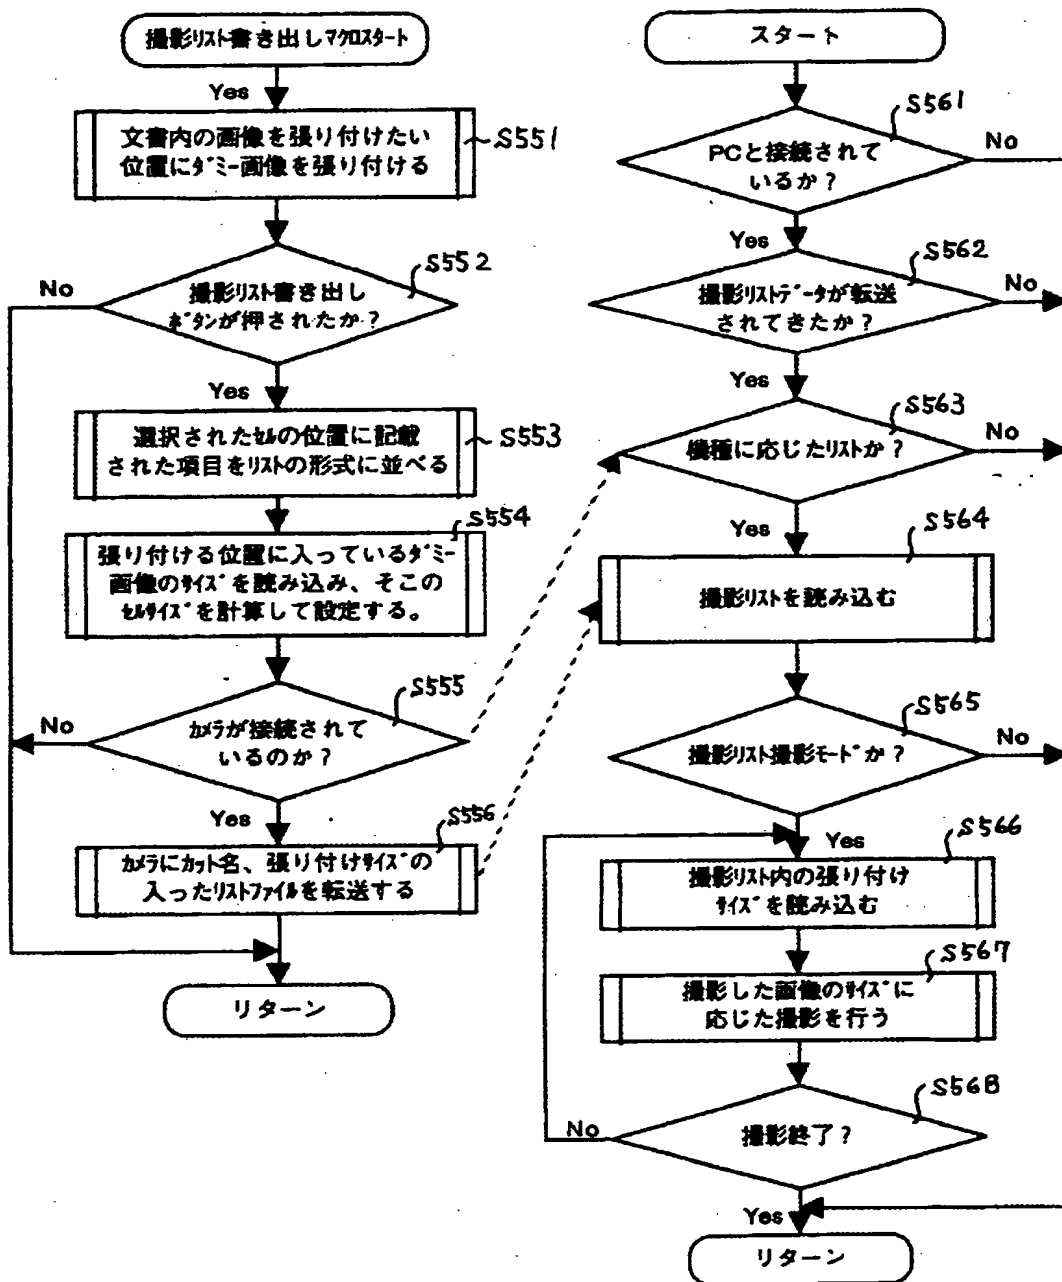 撮影リスト書き出しマクロスタート
Yes
文書内の画像を張り付けたい
位置にダミー画像を張り付ける
S551
撮影リスト書き出し
ボタンが押されたか？
S552
No
Yes
選択されたセルの位置に記載
された項目をリストの形式に並べる
S553
S554
張り付ける位置に入っているダミー
画像のサイズを読み込み、そこの
セルサイズを計算して設定する。
S555
カメラが接続されて
いるのか？
No
Yes
S556
カメラにカット名、張り付けサイズの
入ったリストファイルを転送する
リターン
スタート
S561
PCと接続されて
いるか？
No
Yes
S562
撮影リストデータが転送
されてきたか？
No
Yes
S563
機種に応じたリストか？
No
Yes
S564
撮影リストを読み込む
S565
撮影リスト撮影モードか？
No
Yes
S566
撮影リスト内の張り付け
サイズを読み込む
S567
撮影した画像のサイズに
応じた撮影を行う
S568
撮影終了？
No
Yes
リターン